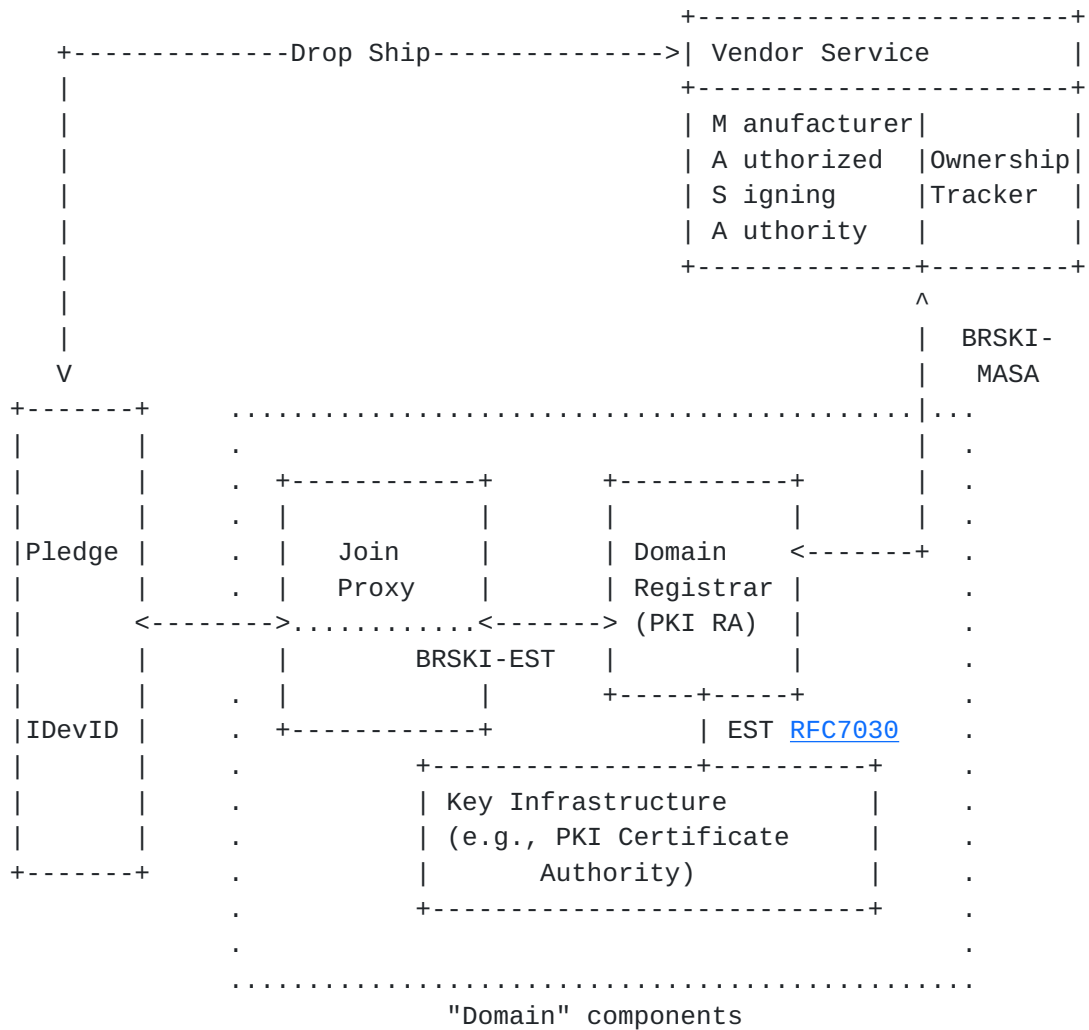 +------------------------+
   +--------------Drop Ship---------------->| Vendor Service         |
   |                                        +------------------------+
   |                                        | M anufacturer|         |
   |                                        | A uthorized  |Ownership|
   |                                        | S igning     |Tracker  |
   |                                        | A uthority   |         |
   |                                        +--------------+---------+
   |                                                       ^
   |                                                       |  BRSKI-
   V                                                       |   MASA
+-------+     .............................................|...
|       |     .                                            |  .
|       |     .  +------------+       +-----------+        |  .
|       |     .  |            |       |           |        |  .
|Pledge |     .  |   Join     |       | Domain    <-------+  .
|       |     .  |   Proxy    |       | Registrar |           .
|       <-------->............<-------> (PKI RA)  |           .
|       |        |        BRSKI-EST   |           |           .
|       |     .  |            |       +-----+-----+           .
|IDevID |     .  +------------+             | EST RFC7030     .
|       |     .           +-----------------+----------+      .
|       |     .           | Key Infrastructure         |      .
|       |     .           | (e.g., PKI Certificate     |      .
+-------+     .           |       Authority)           |      .
              .           +----------------------------+      .
              .                                               .
              .................................................
                            "Domain" components